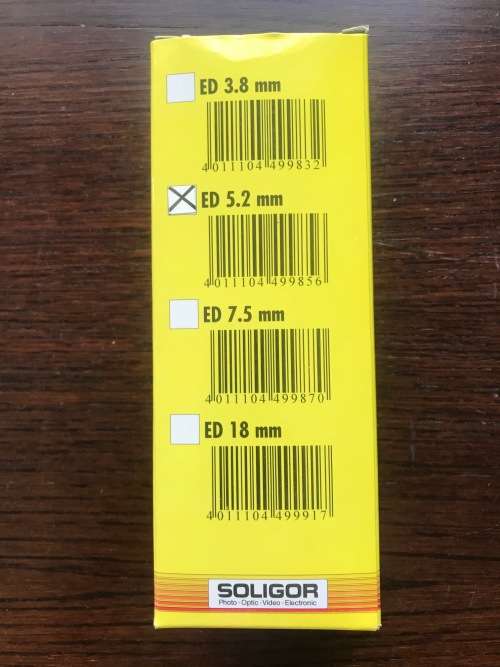 ED 3.8 mm
4 011104 499832
ED 5.2 mm
4 011104 499856
ED 7.5 mm
4 011104 499870
ED 18 mm
4 011104 499917
SOLIGOR
Photo · Optic · Video · Electronic